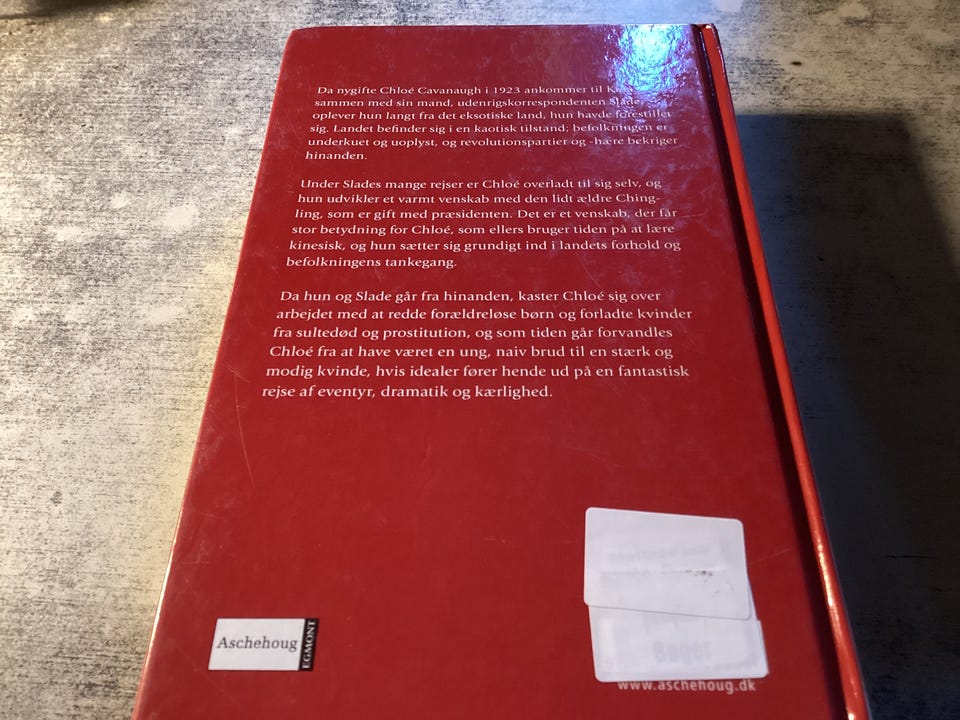 Da nygifte Chloé Cavanaugh i 1923 ankommer til
sammen med sin mand, udenrigskorrespondenten Slade,
oplever hun langt fra det eksotiske land, hun havde forestillet
sig. Landet befinder sig i en kaotisk tilstand; befolkningen er
underkuet og uoplyst, og revolutionspartier og -hære bekriger
hinanden.
Under Slades mange rejser er Chloé overladt til sig selv, og
hun udvikler et varmt venskab med den lidt ældre Ching-
ling, som er gift med præsidenten. Det er et venskab, der får
stor betydning for Chloé, som ellers bruger tiden på at lære
kinesisk, og hun sætter sig grundigt ind i landets forhold og
befolkningens tankegang.
Da hun og Slade går fra hinanden, kaster Chloé sig over
arbejdet med at redde forældreløse børn og forladte kvinder
fra sultedød og prostitution, og som tiden går forvandles
Chloé fra at have været en ung, naiv brud til en stærk og
modig kvinde, hvis idealer fører hende ud på en fantastisk
rejse af eventyr, dramatik og kærlighed.
Aschehoug
EGMONT
www.aschehoug.dk